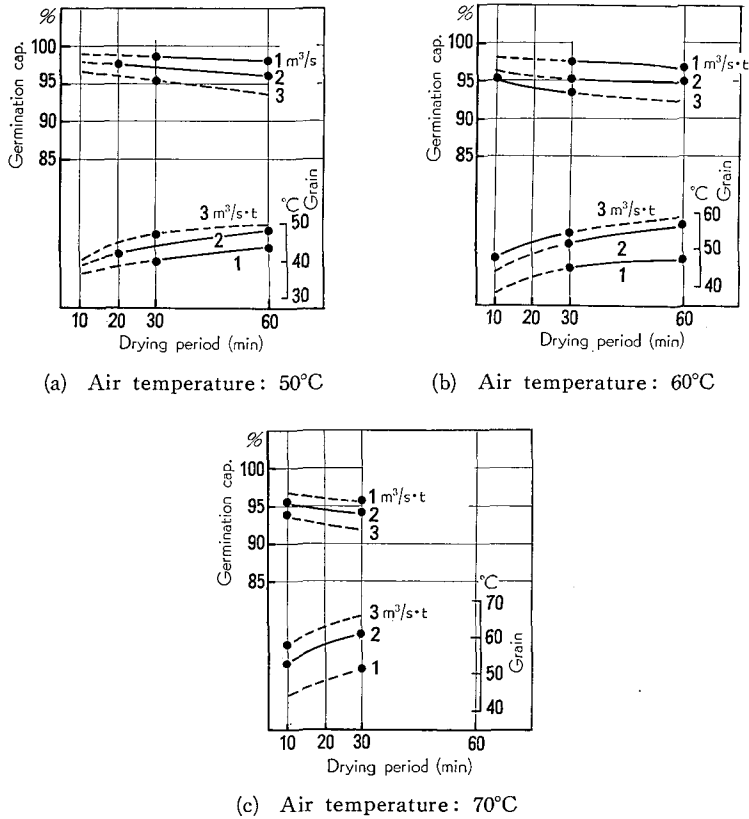 %
100
95
90
85
Germination cap.
1 m³/s
2
3
3 m³/s·t
2
1
°C
Grain
50
40
30
10 20 30 60
Drying period (min)
(a) Air temperature: 50°C
%
100
95
90
85
Germination cap.
1 m³/s·t
2
3
3 m³/s·t
2
1
°C
Grain
60
50
40
10 20 30 60
Drying period (min)
(b) Air temperature: 60°C
%
100
95
90
85
Germination cap.
1 m³/s·t
2
3
3 m³/s·t
2
1
°C
70
60
50
40
Grain
10 20 30 60
Drying period (min)
(c) Air temperature: 70°C